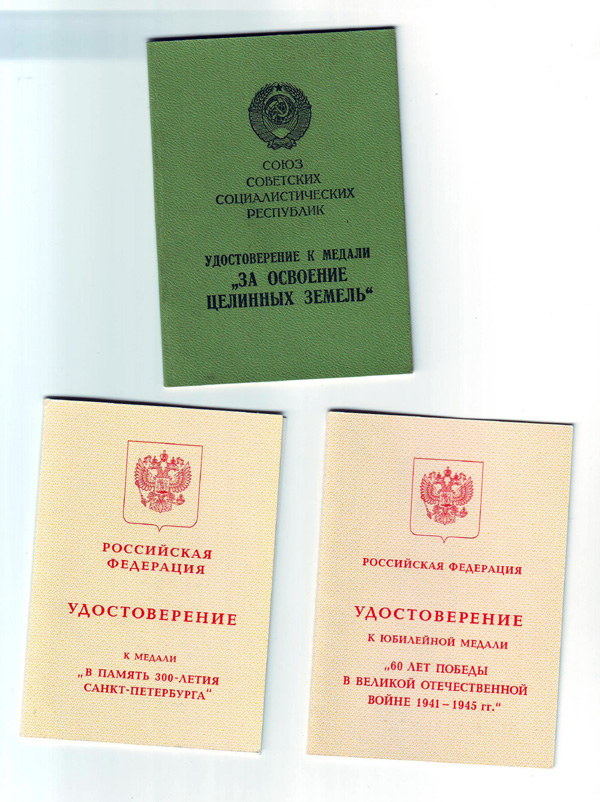 СОЮЗ
СОВЕТСКИХ
СОЦИАЛИСТИЧЕСКИХ
РЕСПУБЛИК
УДОСТОВЕРЕНИЕ К МЕДАЛИ
„ЗА ОСВОЕНИЕ
ЦЕЛИННЫХ ЗЕМЕЛЬ“
РОССИЙСКАЯ
ФЕДЕРАЦИЯ
УДОСТОВЕРЕНИЕ
К МЕДАЛИ
„В ПАМЯТЬ 300-ЛЕТИЯ
САНКТ-ПЕТЕРБУРГА“
РОССИЙСКАЯ ФЕДЕРАЦИЯ
УДОСТОВЕРЕНИЕ
К ЮБИЛЕЙНОЙ МЕДАЛИ
„60 ЛЕТ ПОБЕДЫ
В ВЕЛИКОЙ ОТЕЧЕСТВЕННОЙ
ВОЙНЕ 1941 – 1945 гг.“